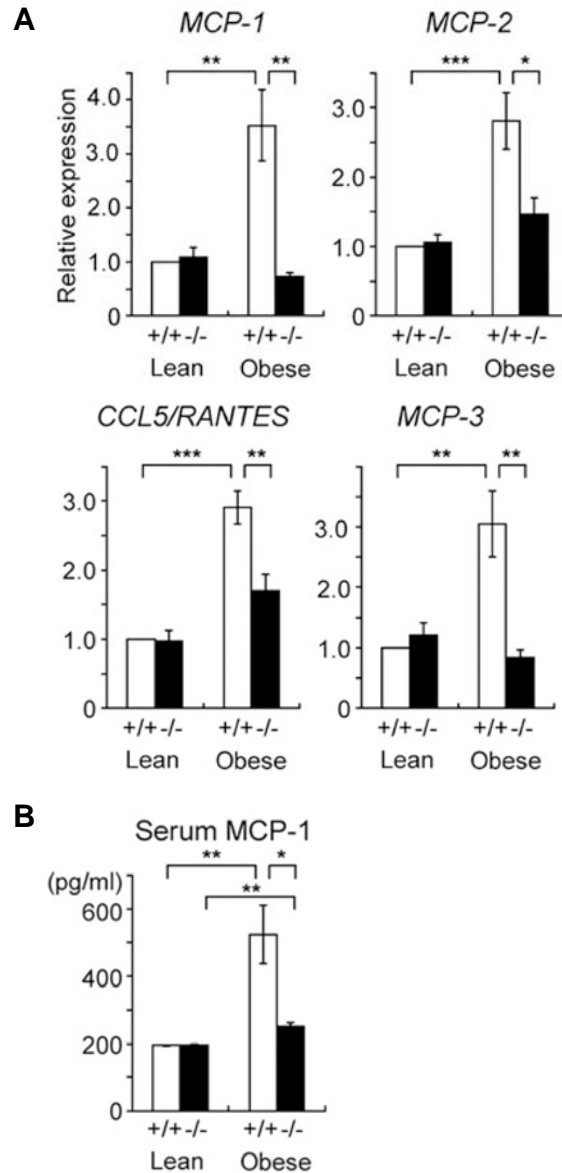 A
MCP-1
MCP-2
** **
*** *
Relative expression
4.0
3.0
2.0
1.0
0
3.0
2.0
1.0
0
+/+ -/- +/+ -/-
Lean Obese
+/+ -/- +/+ -/-
Lean Obese
CCL5/RANTES
MCP-3
*** **
** **
3.0
2.0
1.0
0
3.0
2.0
1.0
0
+/+ -/- +/+ -/-
Lean Obese
+/+ -/- +/+ -/-
Lean Obese
B
Serum MCP-1
(pg/ml)
** *
**
600
400
200
0
+/+ -/- +/+ -/-
Lean Obese